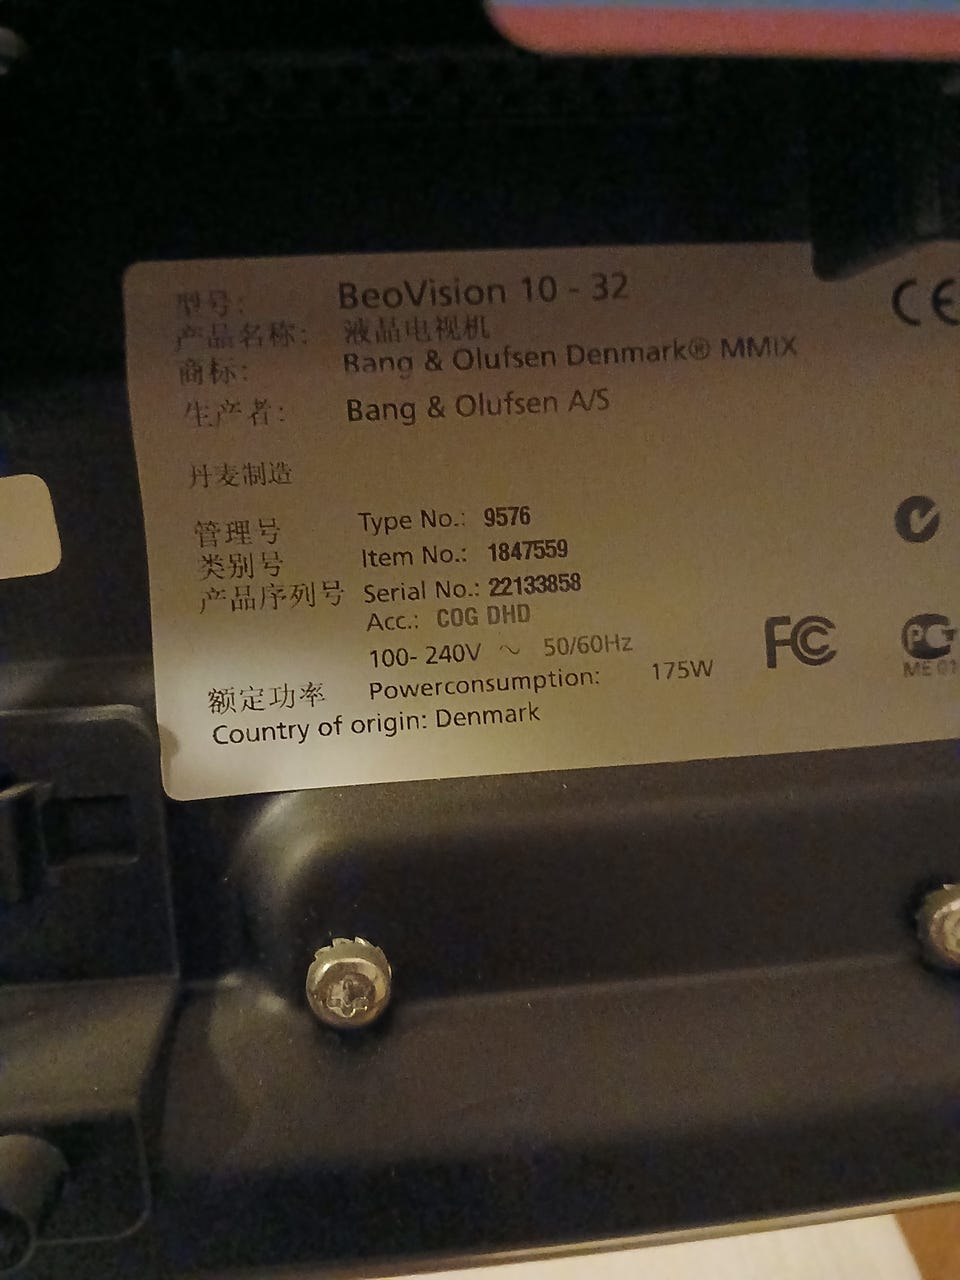 型号: BeoVision 10 - 32
产品名称: 液晶电视机
商标: Bang & Olufsen Denmark® MMIX
生产者: Bang & Olufsen A/S
丹麦制造
管理号 Type No.: 9576
类别号 Item No.: 1847559
产品序列号 Serial No.: 22133858
Acc.: COG DHD
100- 240V ~ 50/60Hz
额定功率 Powerconsumption: 175W
Country of origin: Denmark
CE
FC
PG
ME 01